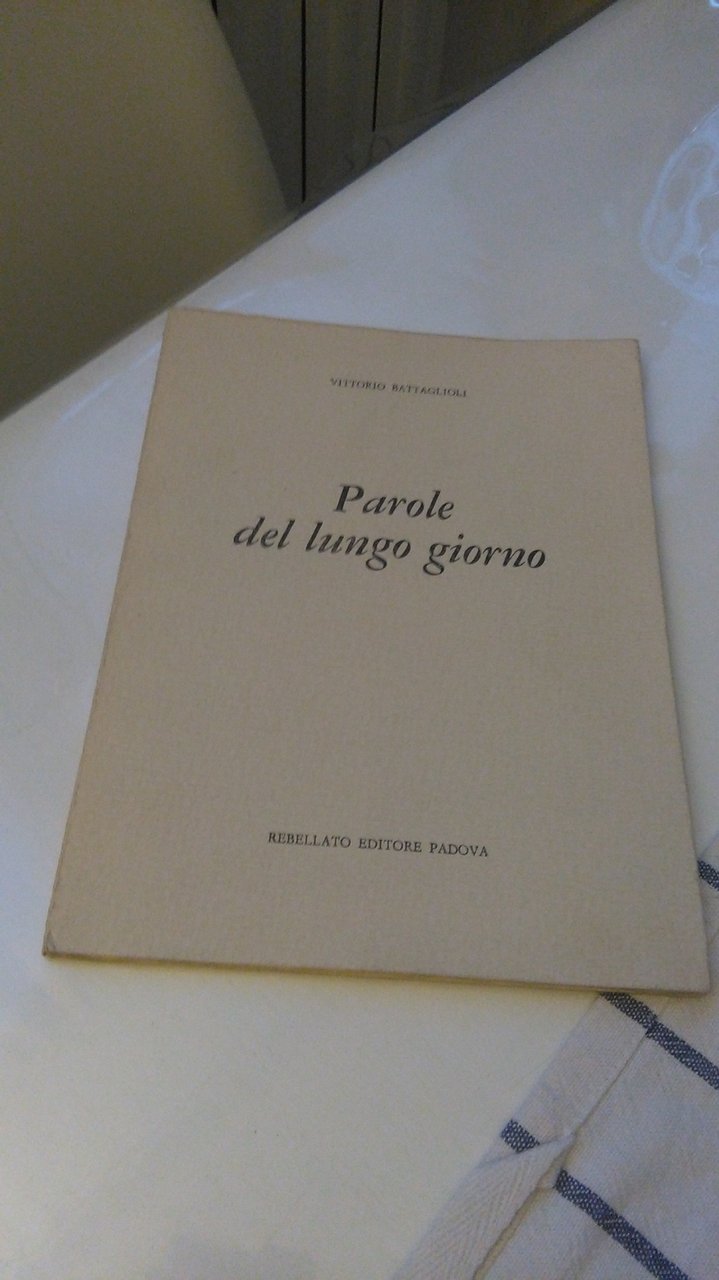 VITTORIO BATTAGLIOLI
Parole
del lungo giorno
REBELLATO EDITORE PADOVA